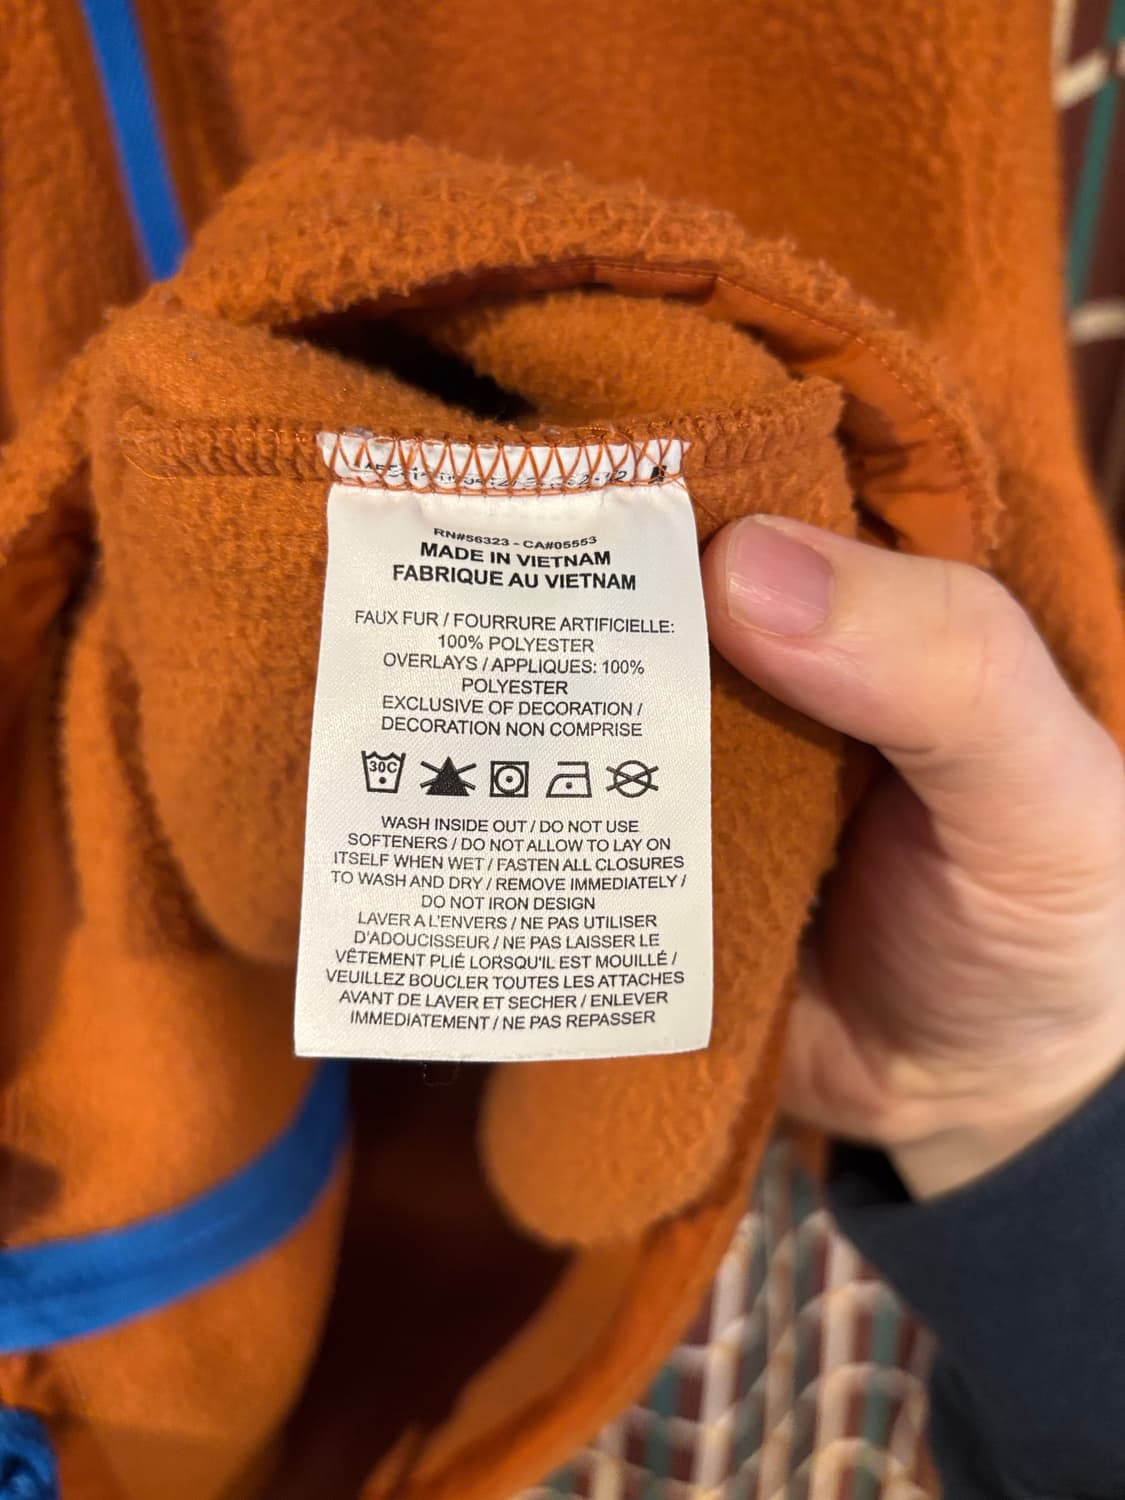 RN#56323 - CA#05553
MADE IN VIETNAM
FABRIQUE AU VIETNAM
FAUX FUR / FOURRURE ARTIFICIELLE:
100% POLYESTER
OVERLAYS / APPLIQUES: 100%
POLYESTER
EXCLUSIVE OF DECORATION /
DECORATION NON COMPRISE
30C
WASH INSIDE OUT / DO NOT USE
SOFTENERS / DO NOT ALLOW TO LAY ON
ITSELF WHEN WET / FASTEN ALL CLOSURES
TO WASH AND DRY / REMOVE IMMEDIATELY /
DO NOT IRON DESIGN
LAVER A L'ENVERS / NE PAS UTILISER
D'ADOUCISSEUR / NE PAS LAISSER LE
VÊTEMENT PLIÉ LORSQU'IL EST MOUILLÉ /
VEUILLEZ BOUCLER TOUTES LES ATTACHES
AVANT DE LAVER ET SECHER / ENLEVER
IMMEDIATEMENT / NE PAS REPASSER